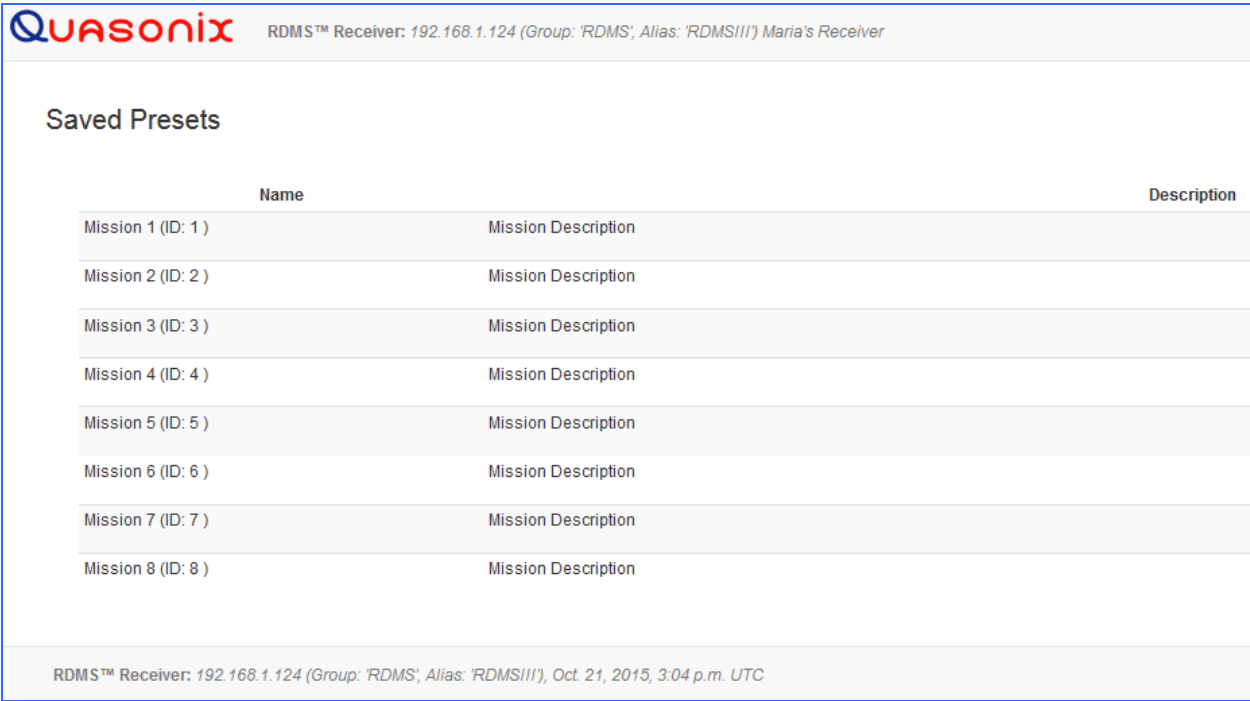 QUASONIX RDMS™ Receiver: 192.168.1.124 (Group: 'RDMS', Alias: 'RDMSIII') Maria's Receiver
Saved Presets
Name Description
Mission 1 (ID: 1 ) Mission Description
Mission 2 (ID: 2 ) Mission Description
Mission 3 (ID: 3 ) Mission Description
Mission 4 (ID: 4 ) Mission Description
Mission 5 (ID: 5 ) Mission Description
Mission 6 (ID: 6 ) Mission Description
Mission 7 (ID: 7 ) Mission Description
Mission 8 (ID: 8 ) Mission Description
RDMS™ Receiver: 192.168.1.124 (Group: 'RDMS', Alias: 'RDMSIII'), Oct. 21, 2015, 3:04 p.m. UTC